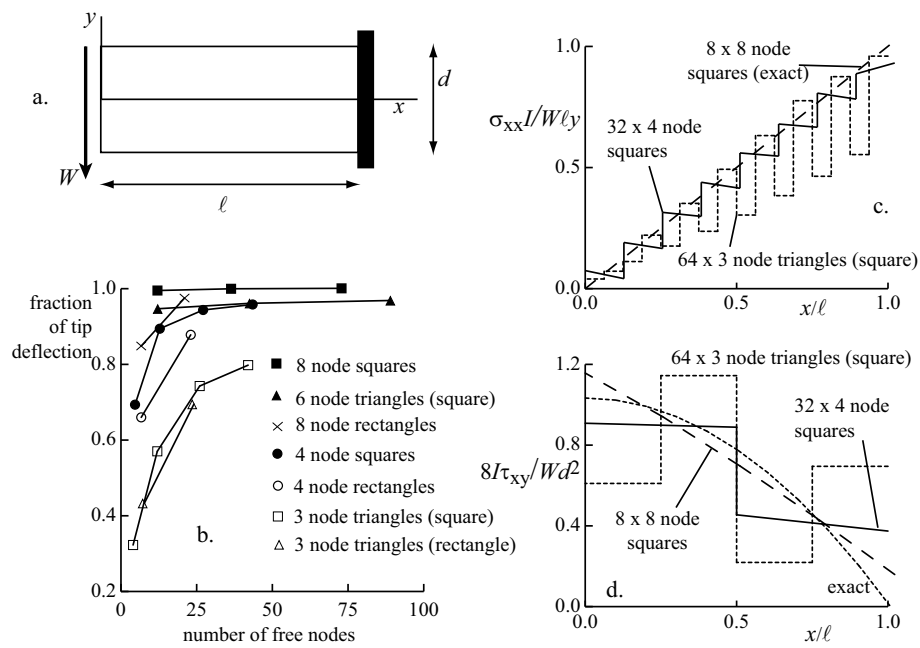 y
a.
d
x
W
ℓ
fraction
of tip
deflection
1.0
0.8
0.6
0.4
0.2
0
25
50
75
100
number of free nodes
8 node squares
6 node triangles (square)
8 node rectangles
4 node squares
4 node rectangles
3 node triangles (square)
3 node triangles (rectangle)
b.
σxxI/Wℓy
1.0
0.5
0.0
8 x 8 node
squares (exact)
32 x 4 node
squares
c.
64 x 3 node triangles (square)
0.0
0.5
1.0
x/ℓ
8Iτxy/Wd²
1.2
0.8
0.4
0.0
64 x 3 node triangles (square)
32 x 4 node
squares
8 x 8 node
squares
d.
exact
0.0
0.5
1.0
x/ℓ